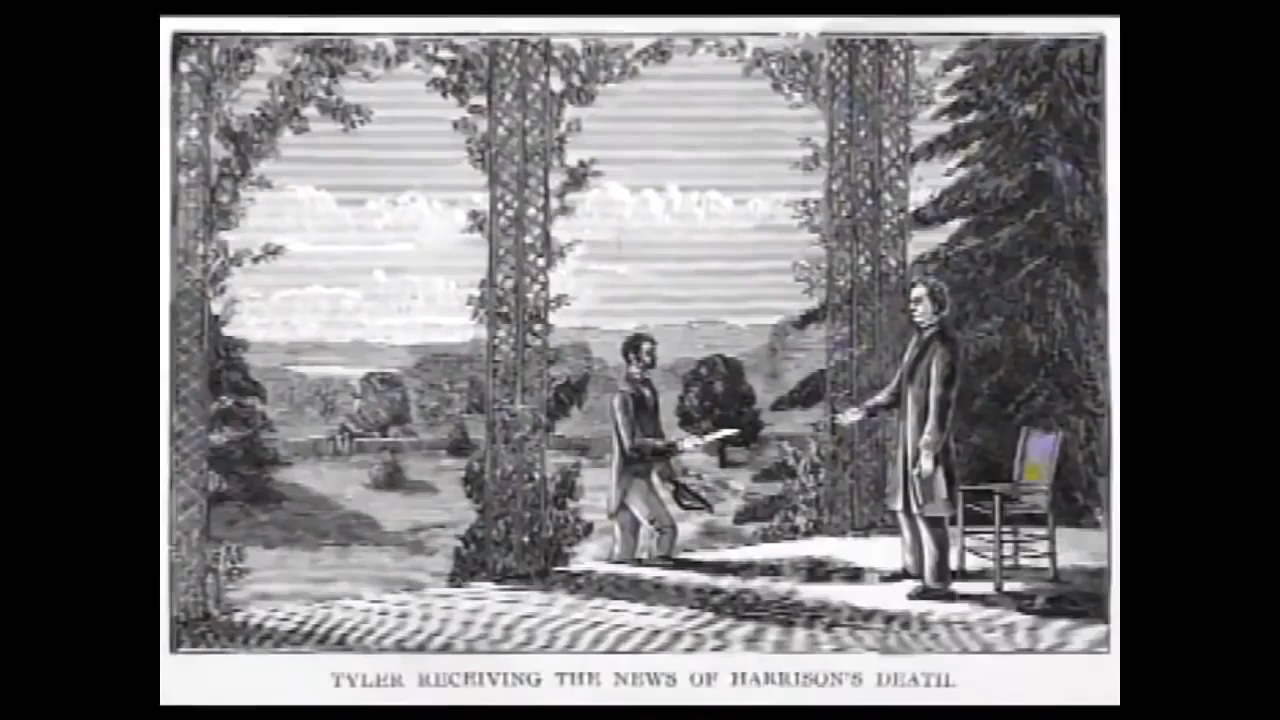 TYLER RECEIVING THE NEWS OF HARRISON'S DEATH.